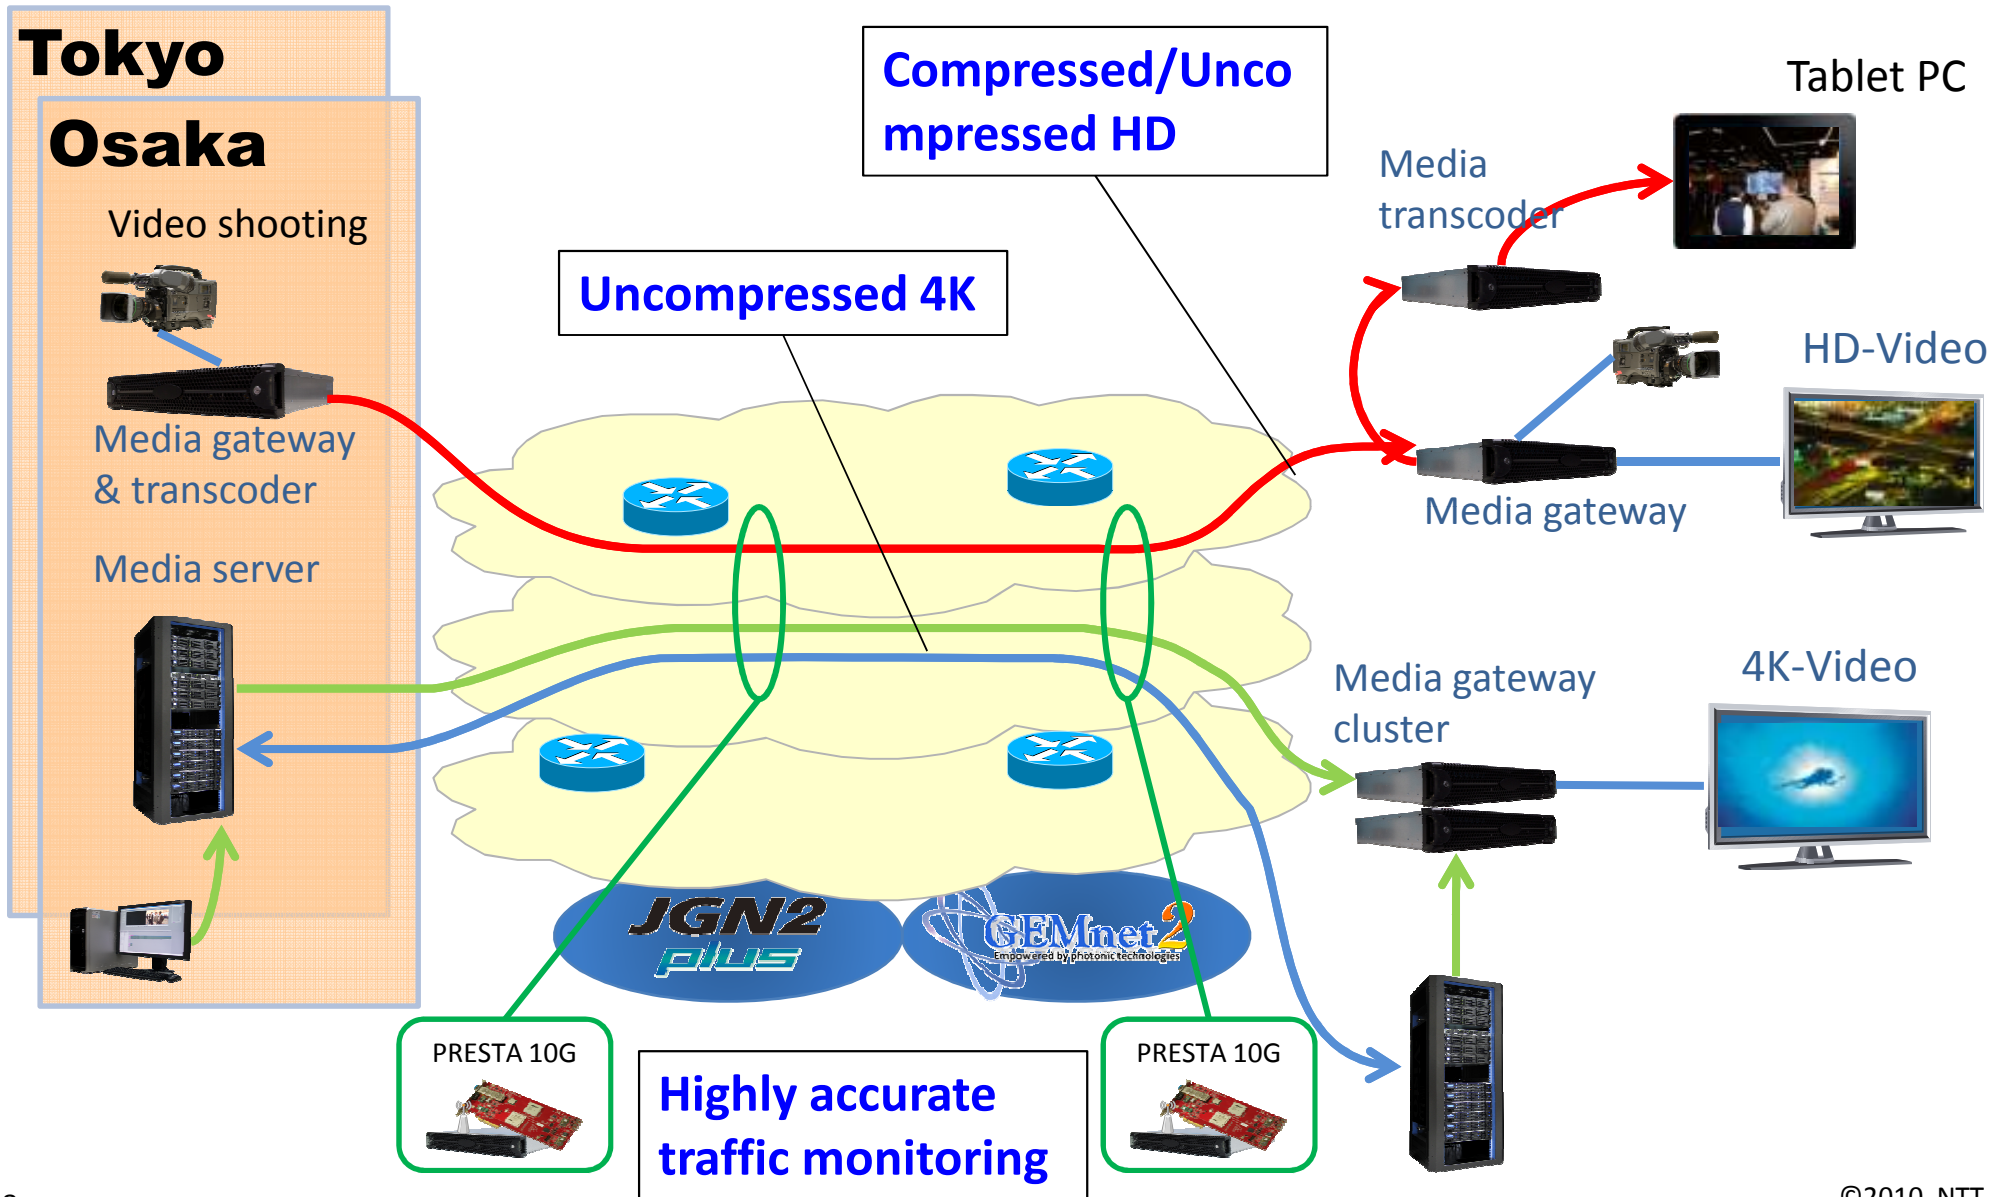 Tokyo
Osaka
Video shooting
Media gateway
& transcoder
Media server
Compressed/Unco
mpressed HD
Uncompressed 4K
Tablet PC
Media
transcoder
HD-Video
Media gateway
Media gateway
cluster
4K-Video
JGN2
plus
GEMnet2
Empowered by photonic technologies
PRESTA 10G
Highly accurate
traffic monitoring
PRESTA 10G
©2010 NTT